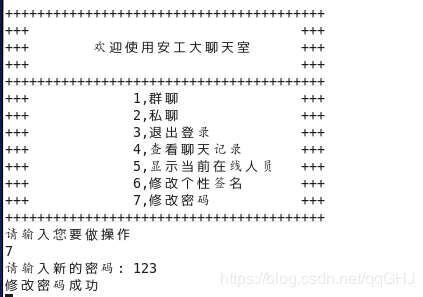 ++++++++++++++++++++++++++++++++++++++++
+++                                  +++
+++        欢迎使用安工大聊天室        +++
+++                                  +++
++++++++++++++++++++++++++++++++++++++++
+++             1,群聊               +++
+++             2,私聊               +++
+++             3,退出登录           +++
+++             4,查看聊天记录       +++
+++             5,显示当前在线人员   +++
+++             6,修改个性签名       +++
+++             7,修改密码           +++
++++++++++++++++++++++++++++++++++++++++
请输入您要做操作
7
请输入新的密码：123
修改密码成功
https://blog.csdn.net/qqGHJ